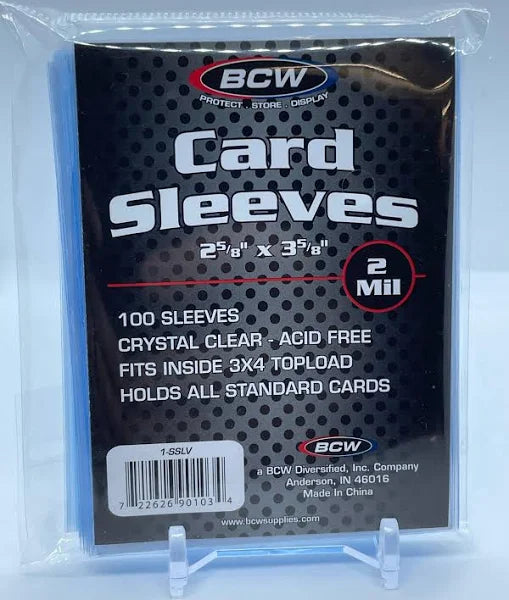 BCW
PROTECT . STORE . DISPLAY
Card
Sleeves
2 5/8" x 3 5/8"
2
Mil
100 SLEEVES
CRYSTAL CLEAR - ACID FREE
FITS INSIDE 3X4 TOPLOAD
HOLDS ALL STANDARD CARDS
1-SSLV
7 22626 90103 4
BCW
a BCW Diversified, Inc. Company
Anderson, IN 46016
Made In China
www.bcwsupplies.com